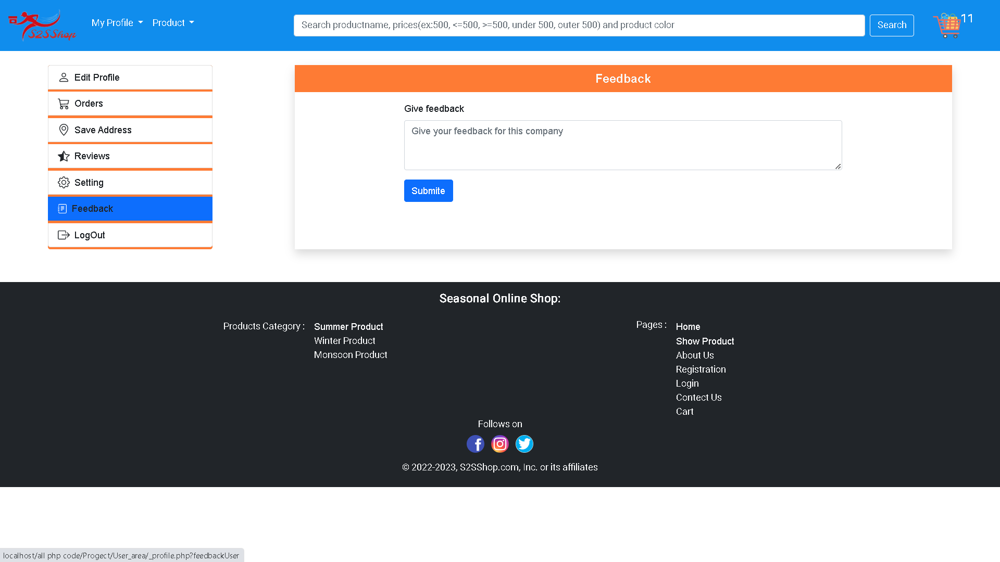 S2SShop
My Profile Product
Search productname, prices(ex:500, <=500, >=500, under 500, outer 500) and product color
Search
11
Edit Profile
Orders
Save Address
Reviews
Setting
Feedback
LogOut
Feedback
Give feedback
Give your feedback for this company
Submite
Seasonal Online Shop:
Products Category :
Summer Product
Winter Product
Monsoon Product
Pages :
Home
Show Product
About Us
Registration
Login
Contect Us
Cart
Follows on
© 2022-2023, S2SShop.com, Inc. or its affiliates
localhost/all php code/Progect/User_area/_profile.php?feedbackUser